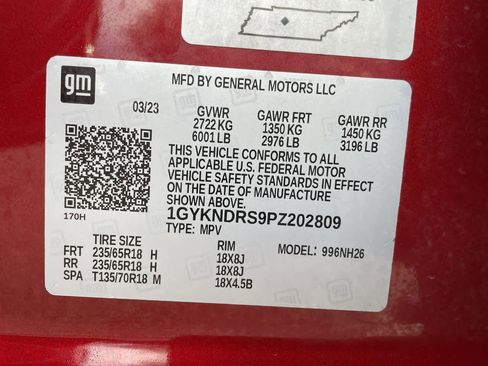 gm
MFD BY GENERAL MOTORS LLC
03/23
GVWR GAWR FRT GAWR RR
2722 KG 1350 KG 1450 KG
6001 LB 2976 LB 3196 LB
THIS VEHICLE CONFORMS TO ALL
APPLICABLE U.S. FEDERAL MOTOR
VEHICLE SAFETY STANDARDS IN EFFECT
ON THE DATE OF MANUFACTURE
SHOWN ABOVE.
170H
1GYKNDRS9PZ202809
TYPE: MPV
TIRE SIZE RIM MODEL: 996NH26
FRT 235/65R18 H 18X8J
RR 235/65R18 H 18X8J
SPA T135/70R18 M 18X4.5B